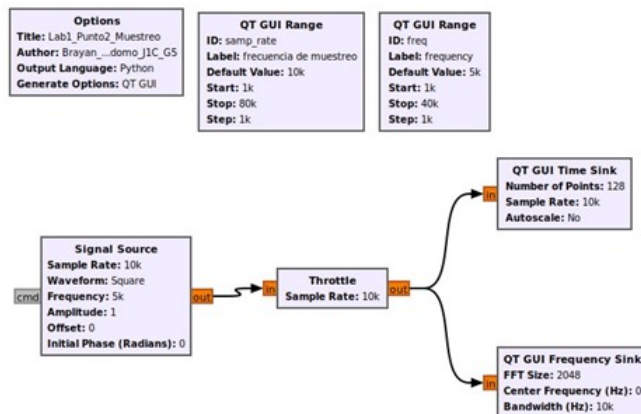 Options
Title: Lab1_Punto2_Muestreo
Author: Brayan_...domo_J1C_G5
Output Language: Python
Generate Options: QT GUI
QT GUI Range
ID: samp_rate
Label: frecuencia de muestreo
Default Value: 10k
Start: 1k
Stop: 80k
Step: 1k
QT GUI Range
ID: freq
Label: frequency
Default Value: 5k
Start: 1k
Stop: 40k
Step: 1k
Signal Source
Sample Rate: 10k
Waveform: Square
Frequency: 5k
Amplitude: 1
Offset: 0
Initial Phase (Radians): 0
cmd
out
in
Throttle
Sample Rate: 10k
out
in
QT GUI Time Sink
Number of Points: 128
Sample Rate: 10k
Autoscale: No
in
QT GUI Frequency Sink
FFT Size: 2048
Center Frequency (Hz): 0
Bandwidth (Hz): 10k